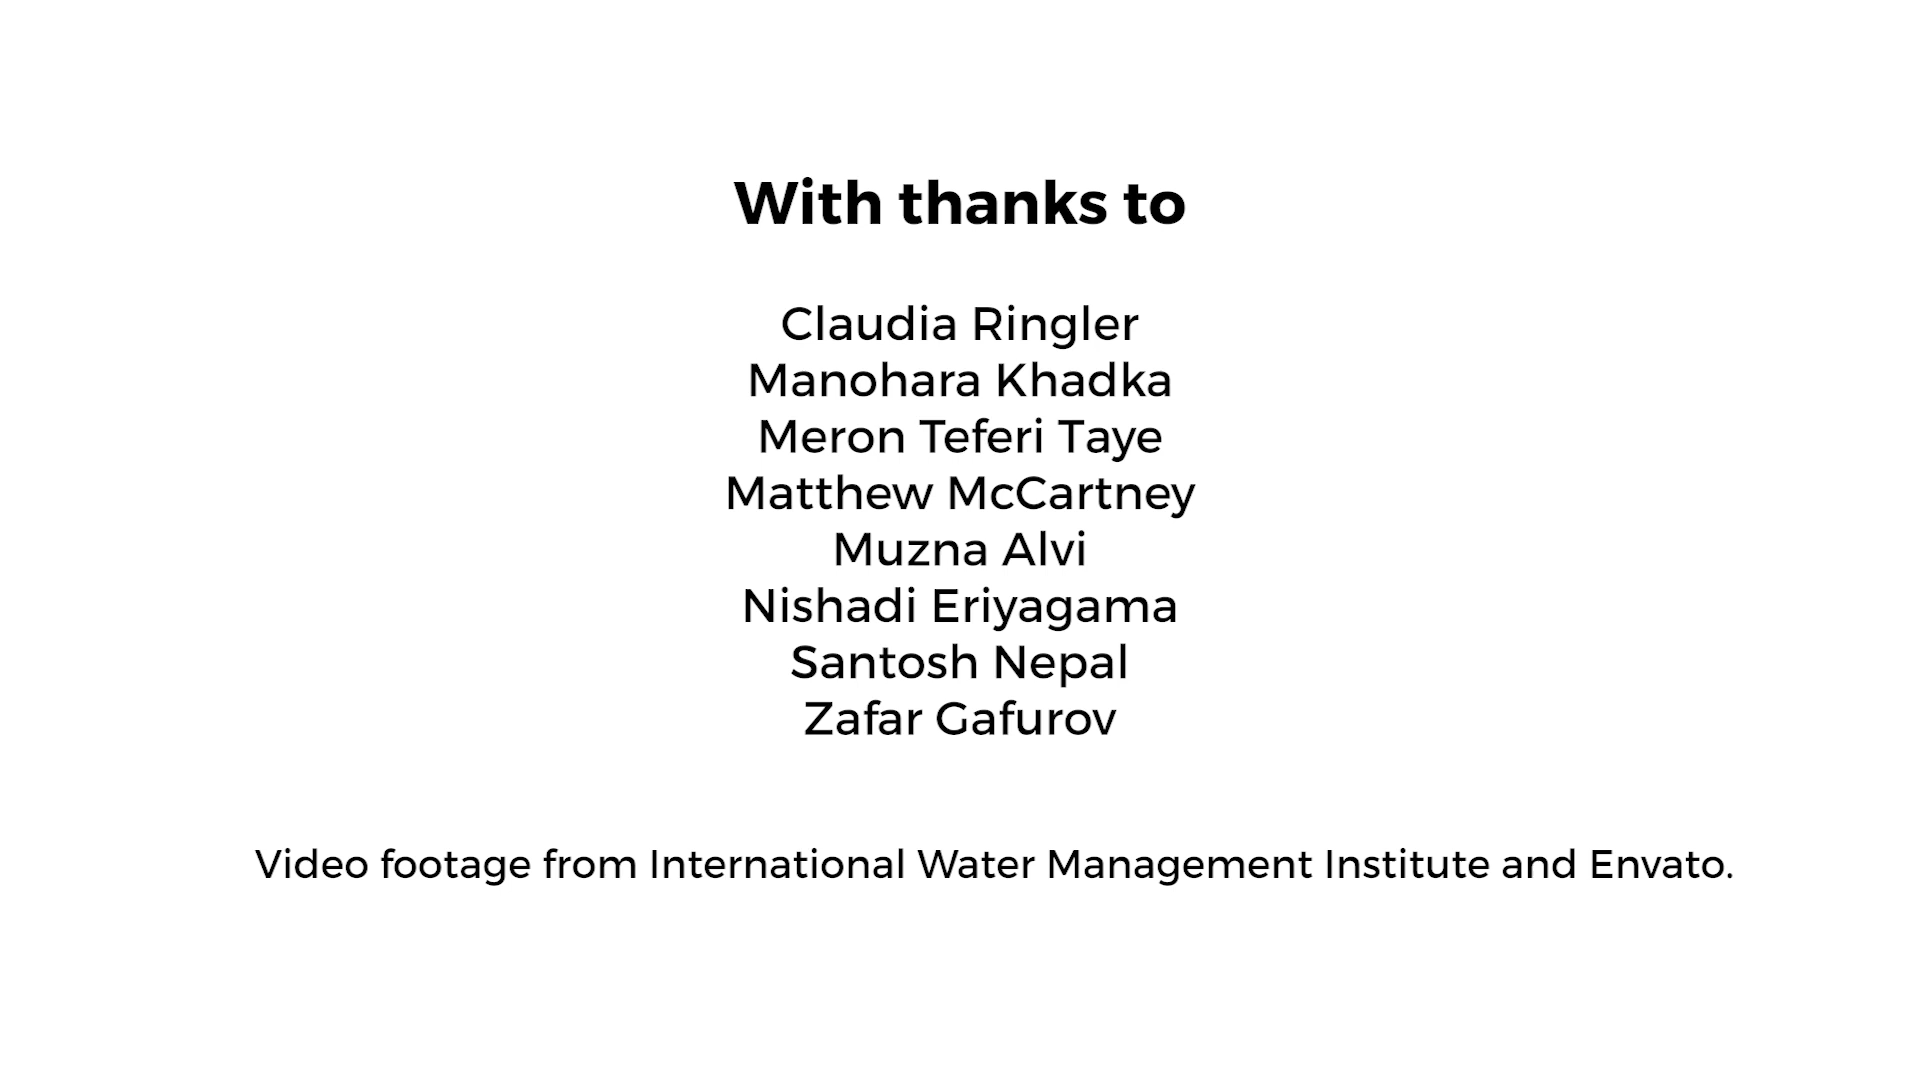 With thanks to
Claudia Ringler
Manohara Khadka
Meron Teferi Taye
Matthew McCartney
Muzna Alvi
Nishadi Eriyagama
Santosh Nepal
Zafar Gafurov
Video footage from International Water Management Institute and Envato.